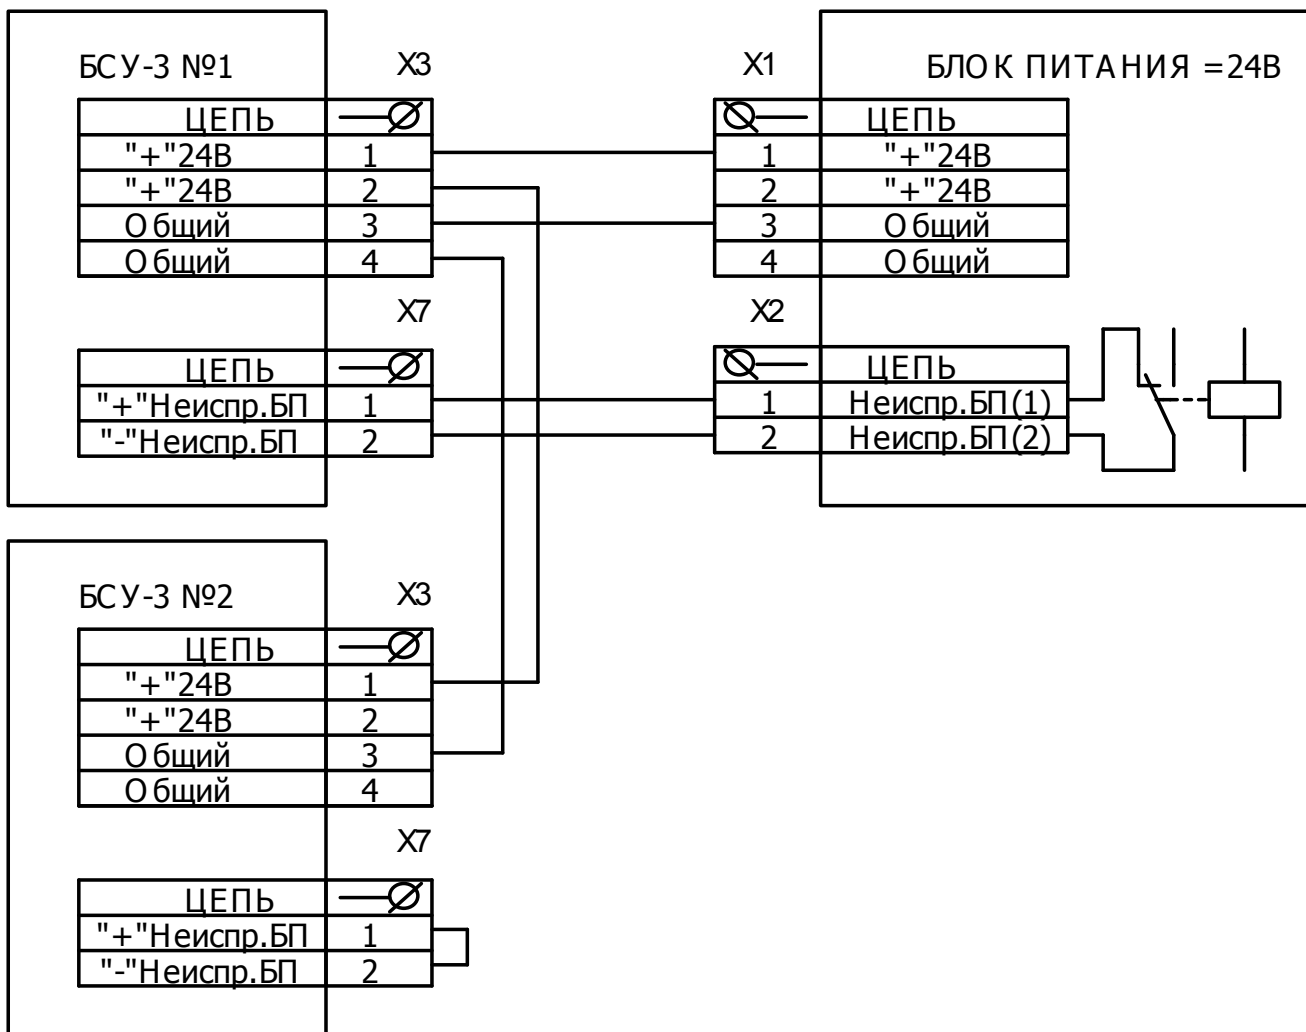 БСУ-3 №1 X3
ЦЕПЬ
"+"24В 1
"+"24В 2
Общий 3
Общий 4
X7
ЦЕПЬ
"+"Неиспр.БП 1
"-"Неиспр.БП 2
X1 БЛОК ПИТАНИЯ =24В
ЦЕПЬ
1 "+"24В
2 "+"24В
3 Общий
4 Общий
X2
ЦЕПЬ
1 Неиспр.БП(1)
2 Неиспр.БП(2)
БСУ-3 №2 X3
ЦЕПЬ
"+"24В 1
"+"24В 2
Общий 3
Общий 4
X7
ЦЕПЬ
"+"Неиспр.БП 1
"-"Неиспр.БП 2